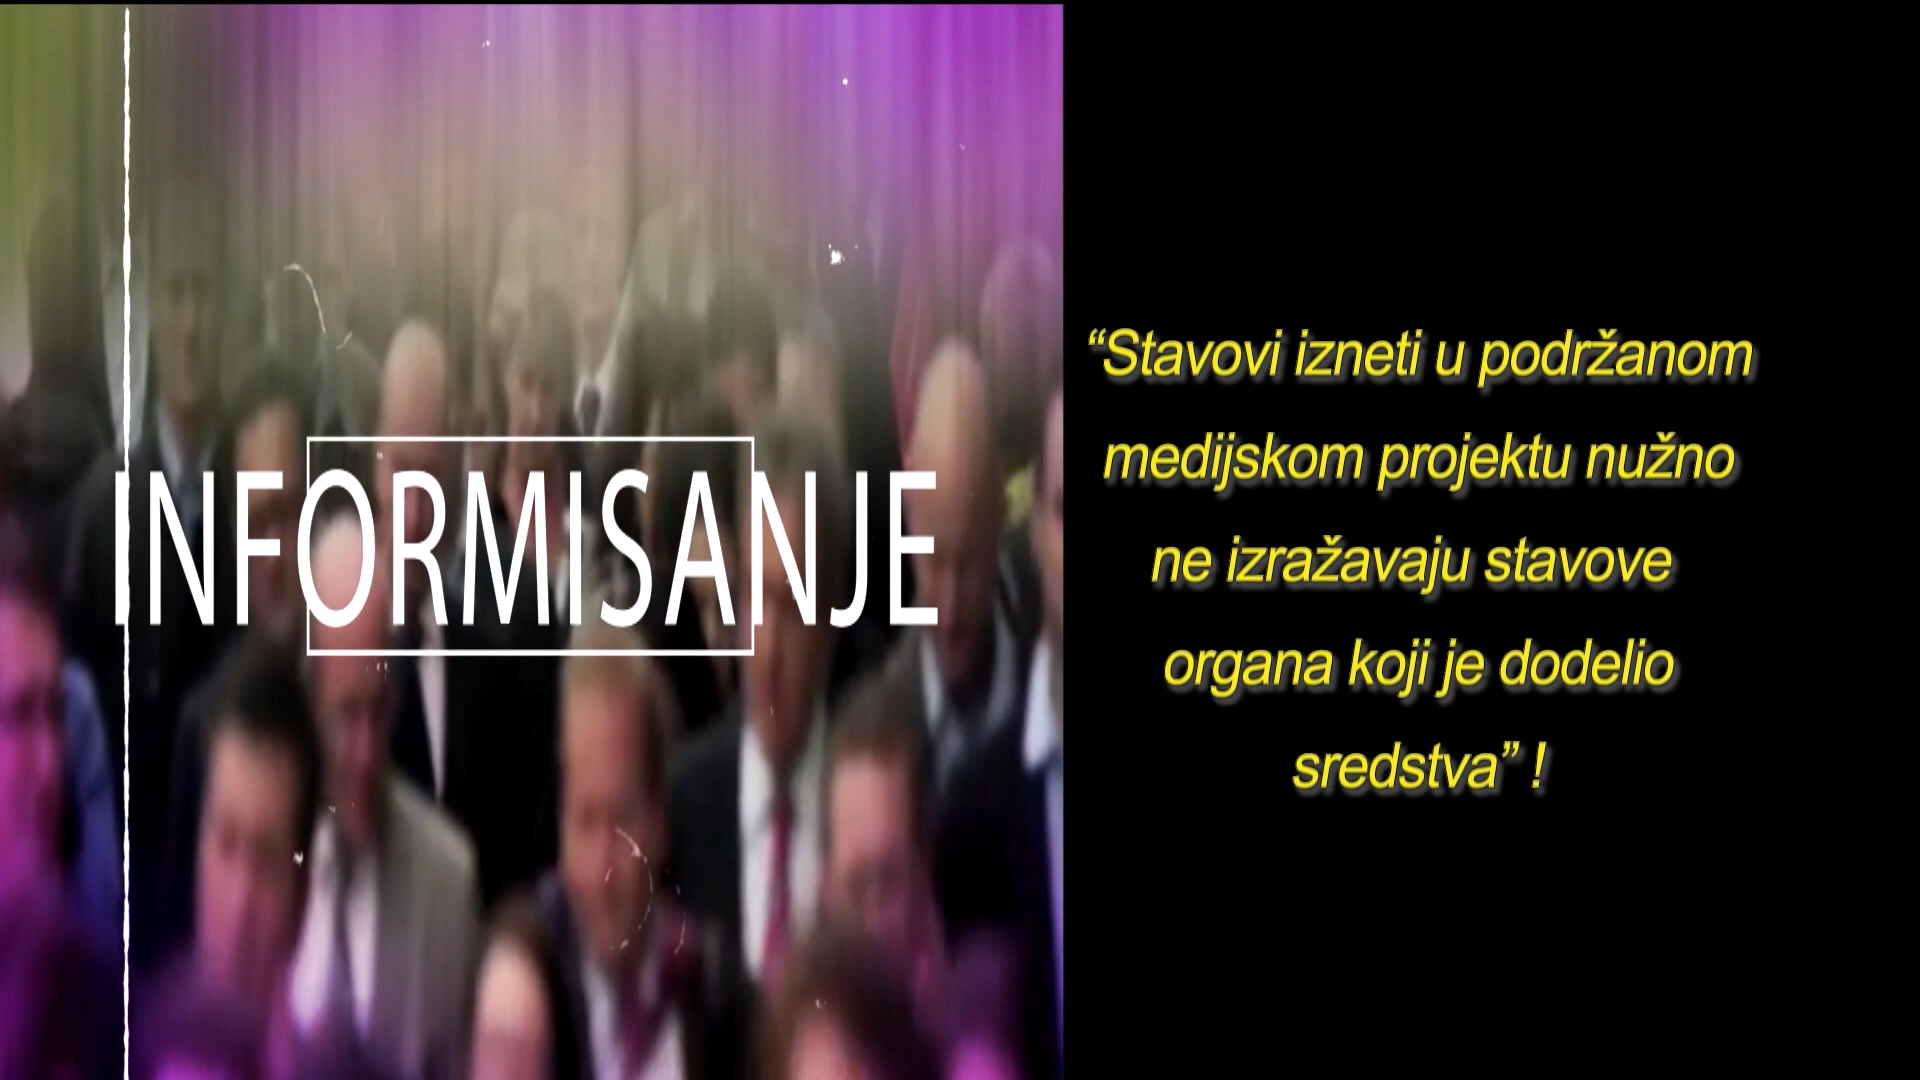 INFORMISANJE
“Stavovi izneti u podržanom
medijskom projektu nužno
ne izražavaju stavove
organa koji je dodelio
sredstva” !